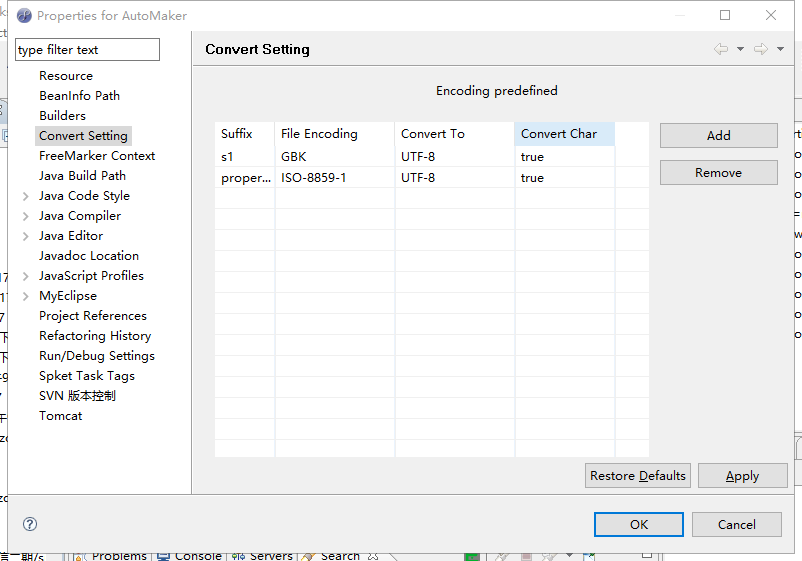 Properties for AutoMaker
type filter text
Resource
BeanInfo Path
Builders
Convert Setting
FreeMarker Context
Java Build Path
Java Code Style
Java Compiler
Java Editor
Javadoc Location
JavaScript Profiles
MyEclipse
Project References
Refactoring History
Run/Debug Settings
Spket Task Tags
SVN 版本控制
Tomcat
Convert Setting
Encoding predefined
Suffix File Encoding Convert To Convert Char
s1 GBK UTF-8 true
proper... ISO-8859-1 UTF-8 true
Add
Remove
Restore Defaults Apply
OK Cancel
Problems Console Servers Search